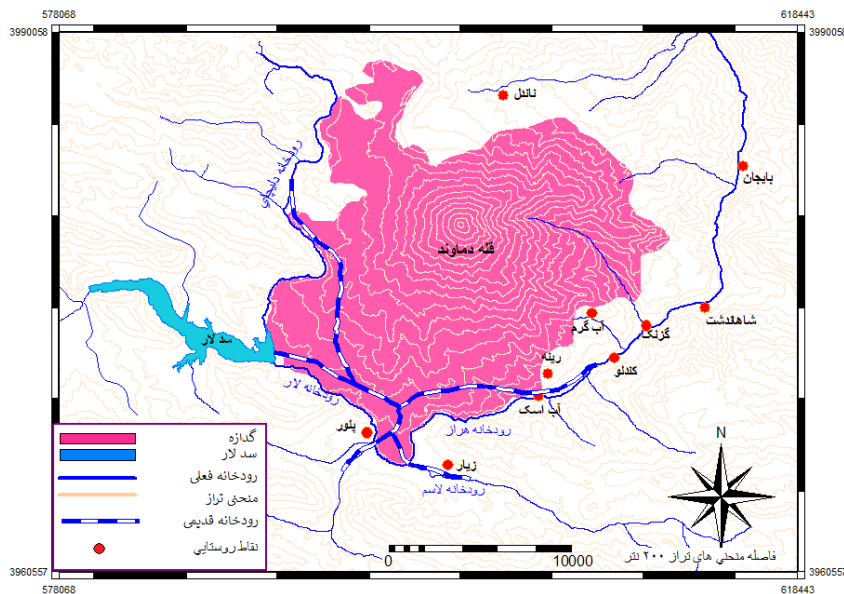 578068
618443
3990058
3990058
ناندل
بایجان
رودخانه دلیچای
قله دماوند
شاهاندشت
آب گرم
گزنک
سد لار
کندلو
رینه
رودخانه لار
آب اسک
رودخانه هراز
پلور
زیار
رودخانه لاسم
گدازه
سد لار
رودخانه فعلی
منحنی تراز
رودخانه قدیمی
نقاط روستایی
N
0
10000
فاصله منحنی های تراز ۲۰۰ نتر
3960557
3960557
578068
618443